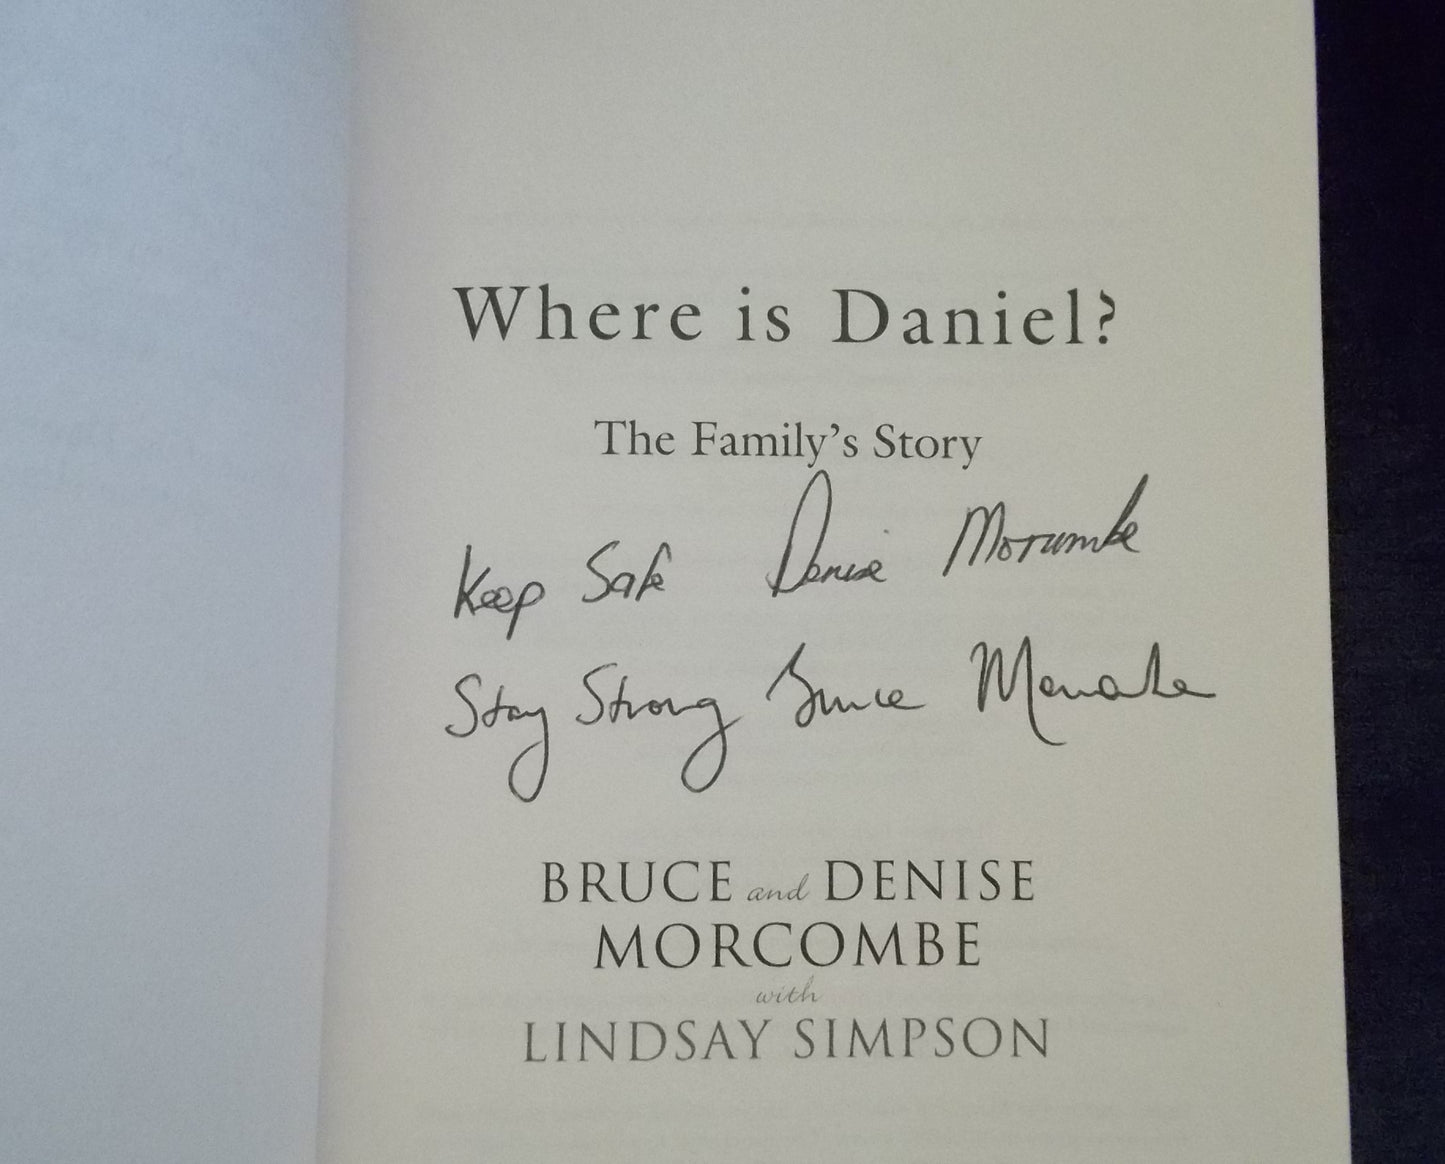 Where is Daniel?
The Family's Story
Keep Safe Denise Morcombe
Stay Strong Bruce Morcombe
BRUCE and DENISE
MORCOMBE
with
LINDSAY SIMPSON